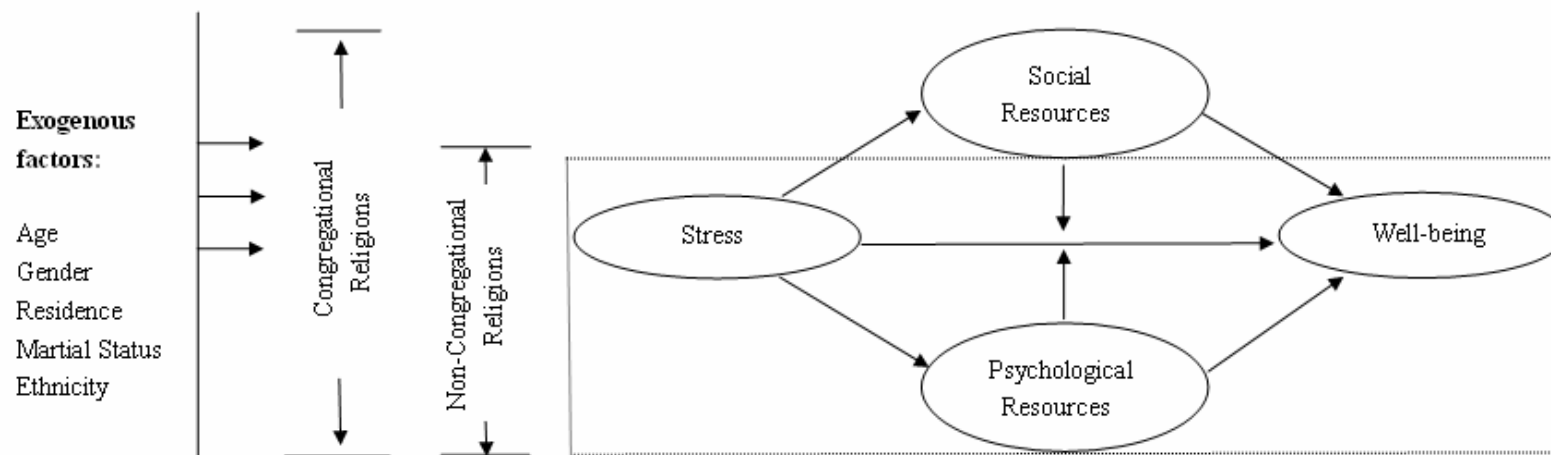 Exogenous
factors:
Age
Gender
Residence
Martial Status
Ethnicity
Congregational
Religions
Non-Congregational
Religions
Social
Resources
Stress
Well-being
Psychological
Resources